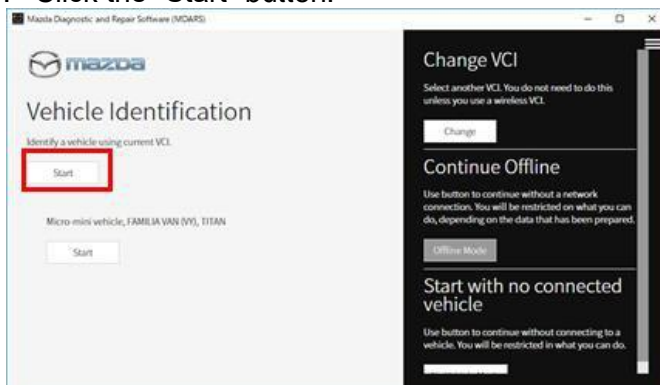 Click the "Start" button.
Mazda Diagnostic and Repair Software (MDARS)
mazda
Vehicle Identification
Identify a vehicle using current VCI.
Start
Micro-mini vehicle, FAMILIA VAN (VY), TITAN
Start
Change VCI
Select another VCI. You do not need to do this
unless you use a wireless VCI.
Change
Continue Offline
Use button to continue without a network
connection. You will be restricted on what you can
do, depending on the data that has been prepared.
Offline Mode
Start with no connected
vehicle
Use button to continue without connecting to a
vehicle. You will be restricted in what you can do.